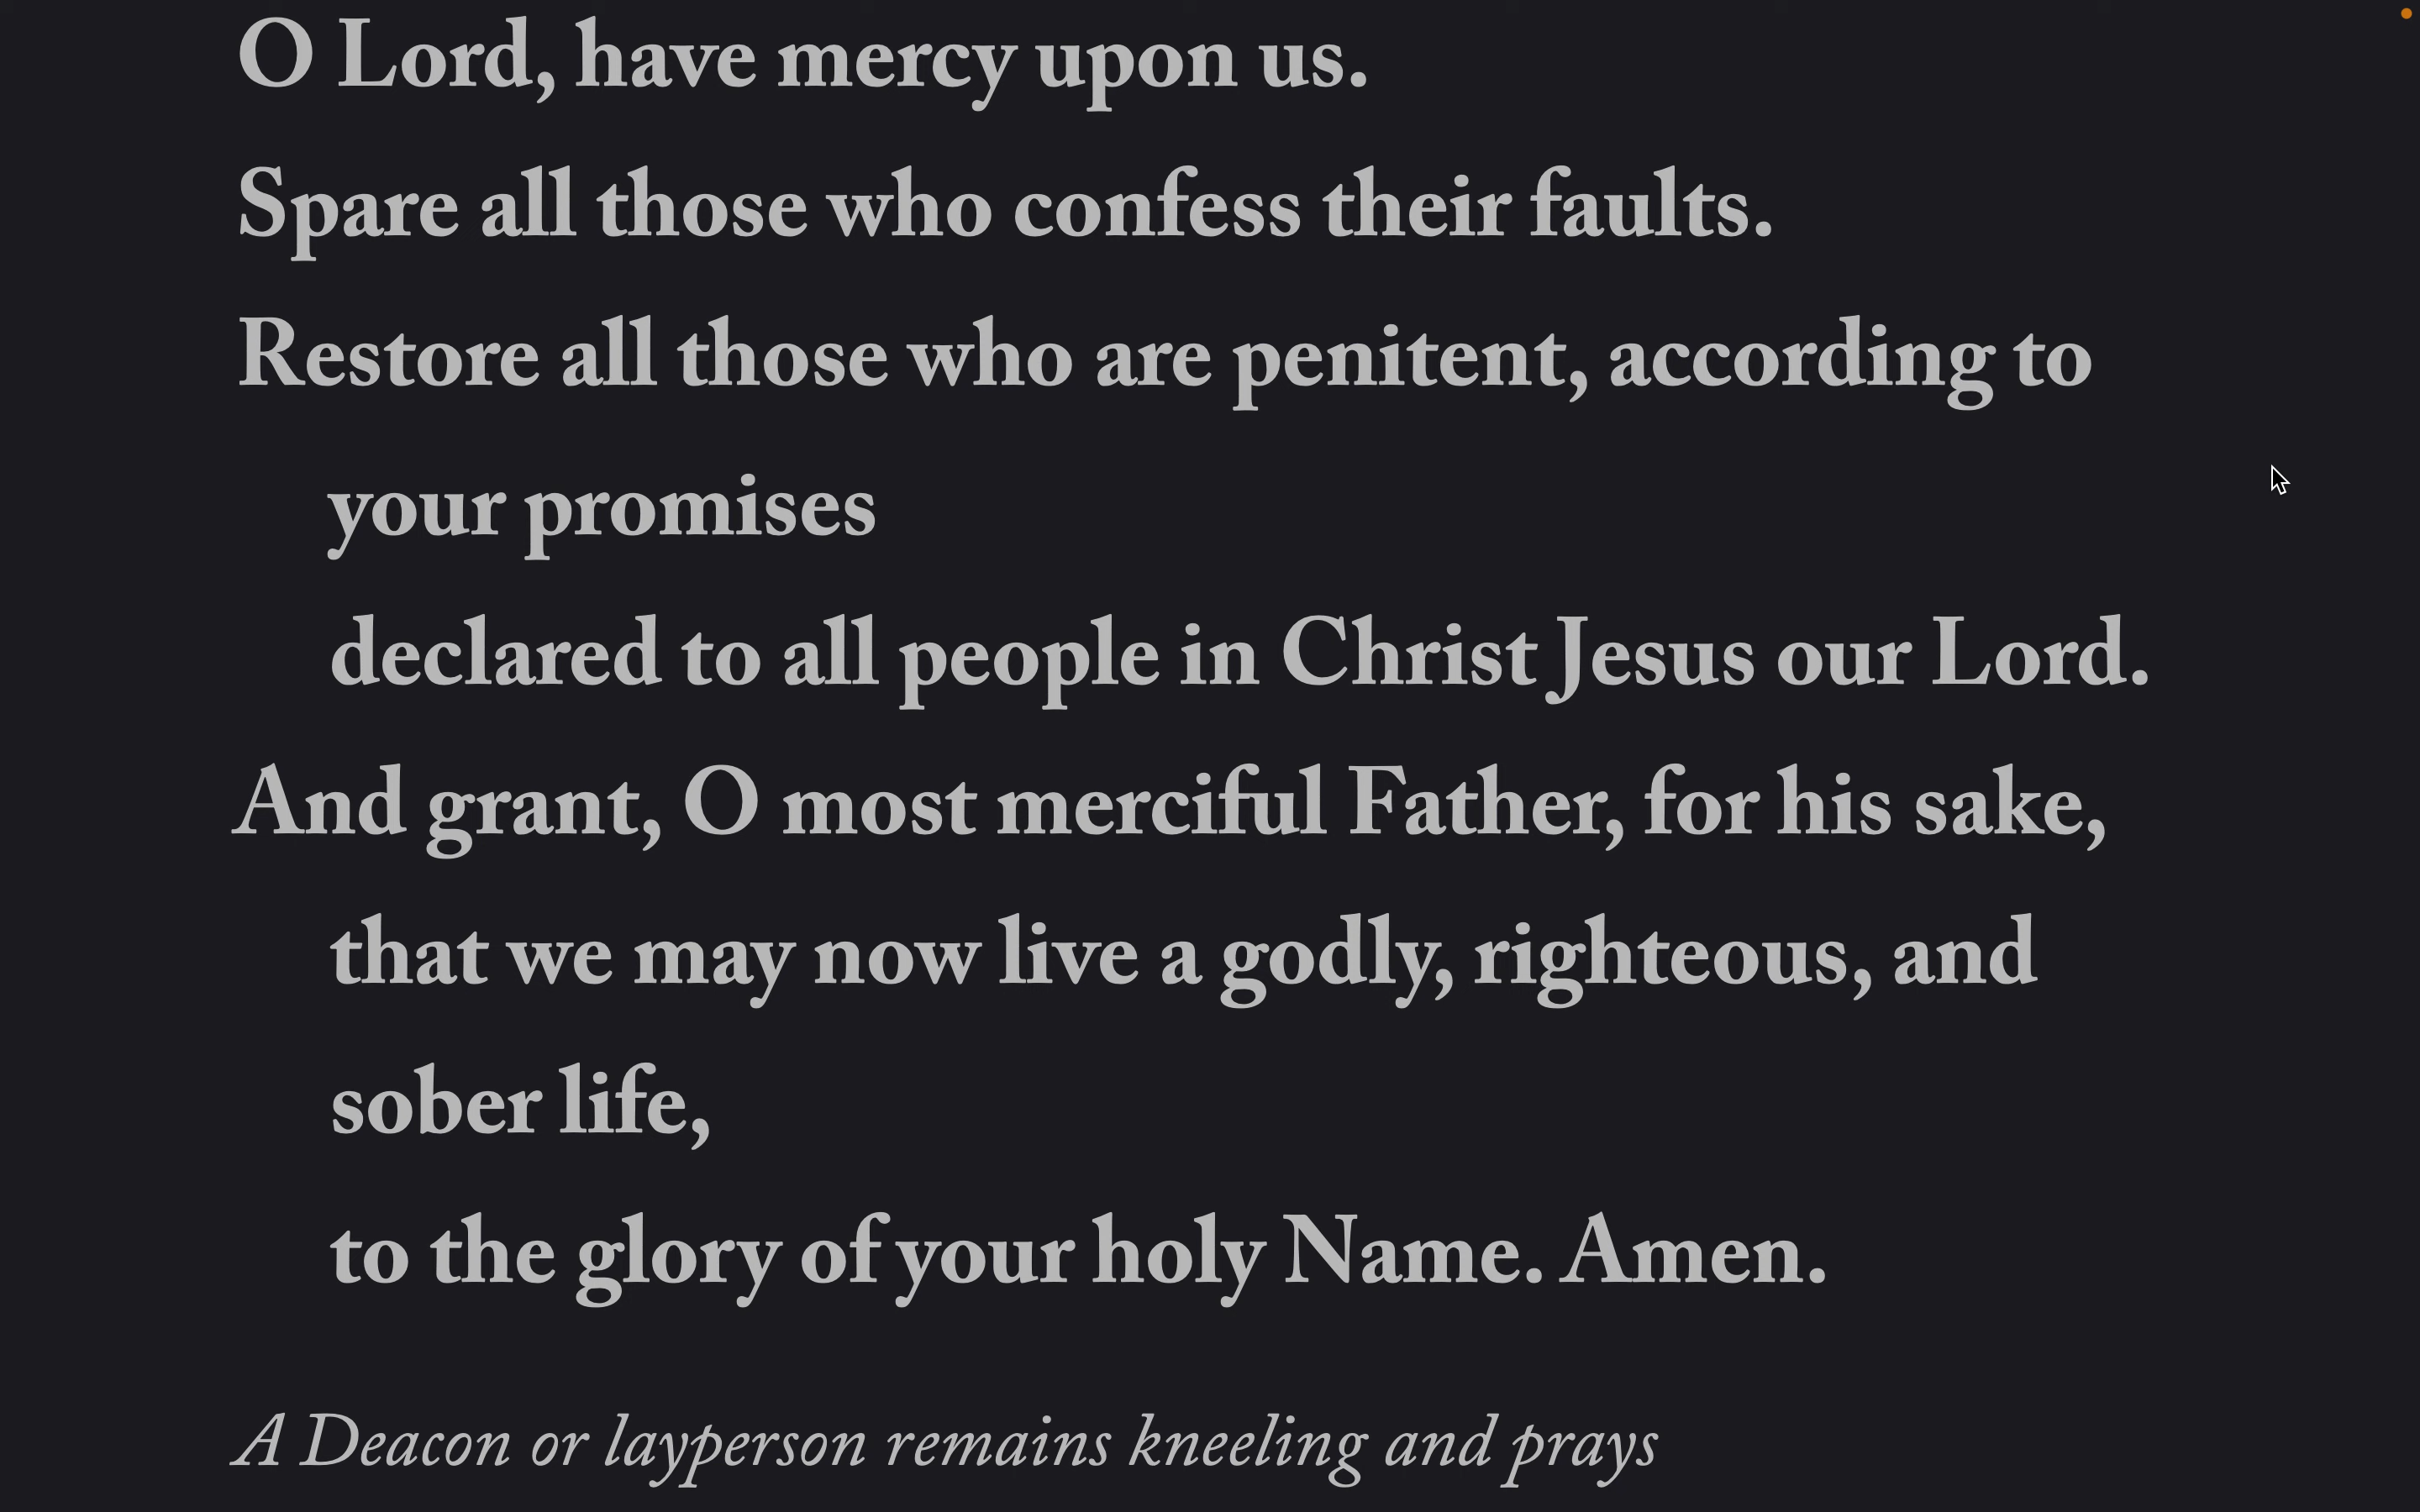 O Lord, have mercy upon us.
Spare all those who confess their faults.
Restore all those who are penitent, according to
your promises
declared to all people in Christ Jesus our Lord.
And grant, O most merciful Father, for his sake,
that we may now live a godly, righteous, and
sober life,
to the glory of your holy Name. Amen.
A Deacon or layperson remains kneeling and prays